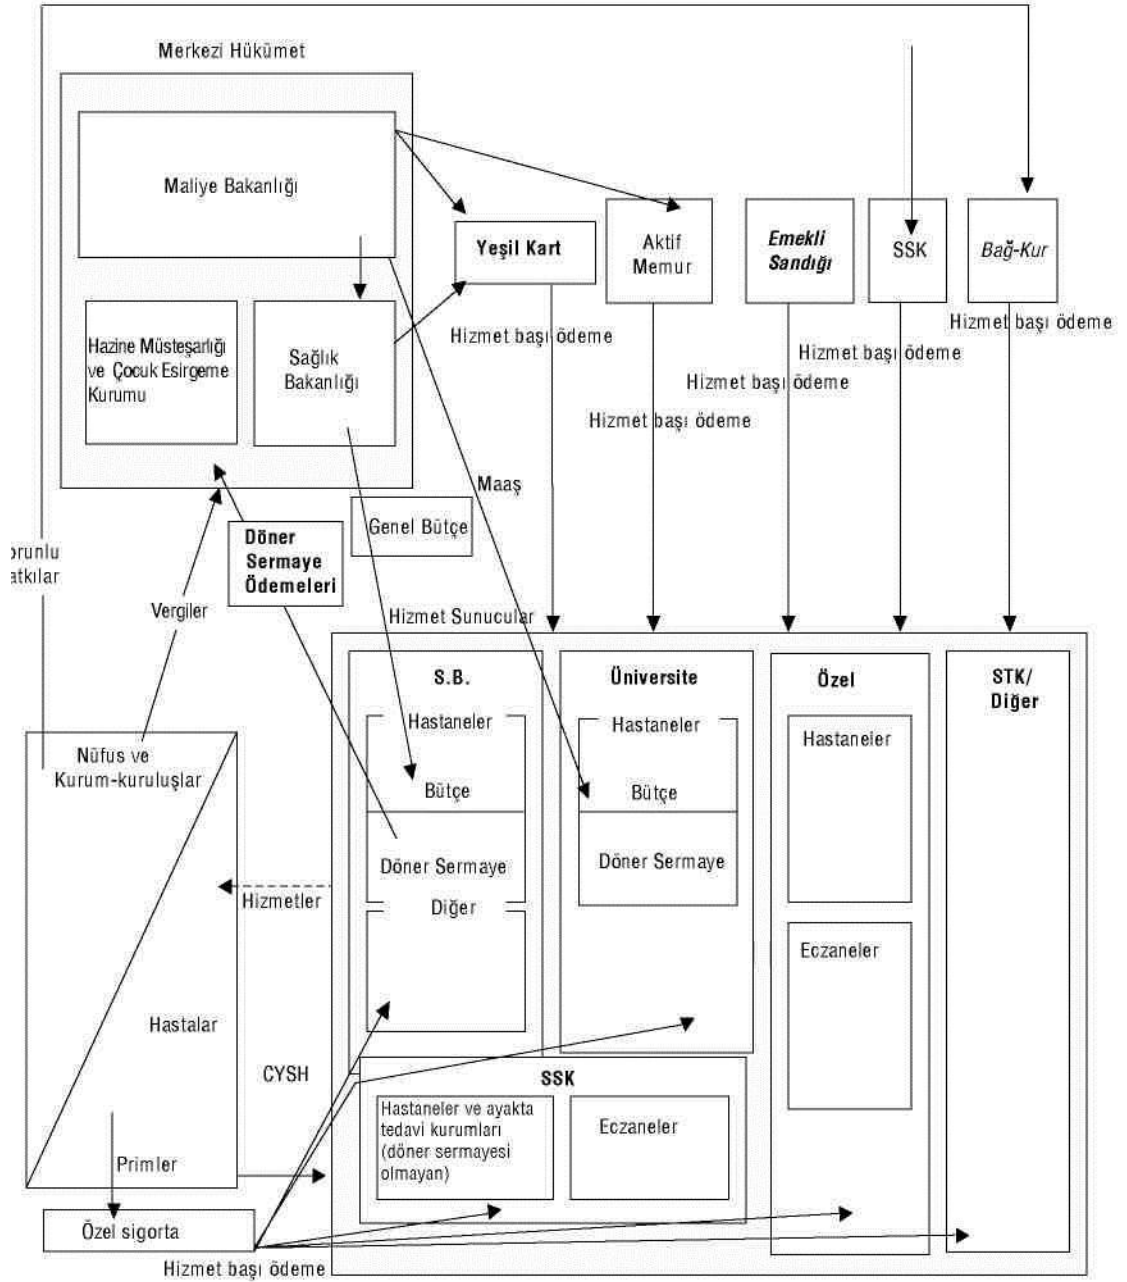 Merkezi Hükümet
Maliye Bakanlığı
Hazine Müsteşarlığı
ve Çocuk Esirgeme
Kurumu
Sağlık
Bakanlığı
Yeşil Kart
Aktif
Memur
Emekli
Sandığı
SSK
Bağ-Kur
Hizmet başı ödeme
Hizmet başı ödeme
Hizmet başı ödeme
Hizmet başı ödeme
Hizmet başı ödeme
Maaş
Genel Bütçe
Döner
Sermaye
Ödemeleri
orunlu
atkılar
Vergiler
Hizmet Sunucular
Nüfus ve
Kurum-kuruluşlar
Hastalar
Hizmetler
CYSH
Primler
Özel sigorta
Hizmet başı ödeme
S.B.
Hastaneler
Bütçe
Döner Sermaye
Diğer
Üniversite
Hastaneler
Bütçe
Döner Sermaye
Özel
Hastaneler
Eczaneler
STK/
Diğer
SSK
Hastaneler ve ayakta
tedavi kurumları
(döner sermayesi
olmayan)
Eczaneler